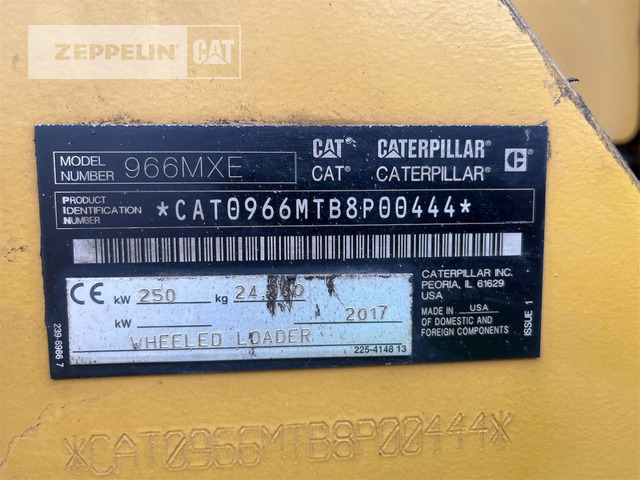 ZEPPELIN CAT
MODEL NUMBER 966MXE
CAT® CATERPILLAR® C
CAT® CATERPILLAR®
PRODUCT IDENTIFICATION NUMBER *CAT0966MTB8P00444*
CE kW 250 kg
kW 2017
WHEELED LOADER
225-4148 13
239-6986 7
CATERPILLAR INC.
PEORIA, IL 61629
USA
MADE IN USA
OF DOMESTIC AND
FOREIGN COMPONENTS
ISSUE 1
*CAT0966MTB8P00444*